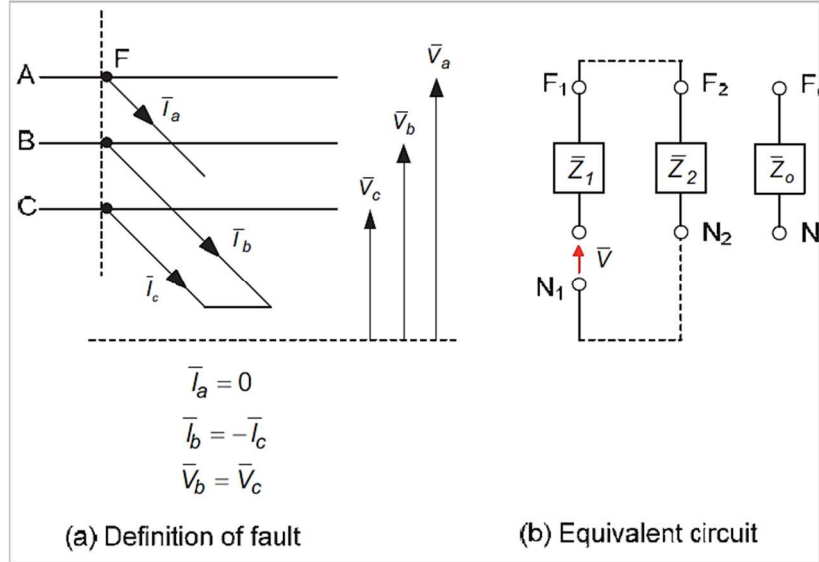 A
F
I̅a
B
I̅b
C
I̅c
V̅a
V̅b
V̅c
I̅a = 0
I̅b = −I̅c
V̅b = V̅c
(a) Definition of fault
F1
F2
Z̅1
Z̅2
Z̅o
N2
N
V̅
N1
(b) Equivalent circuit